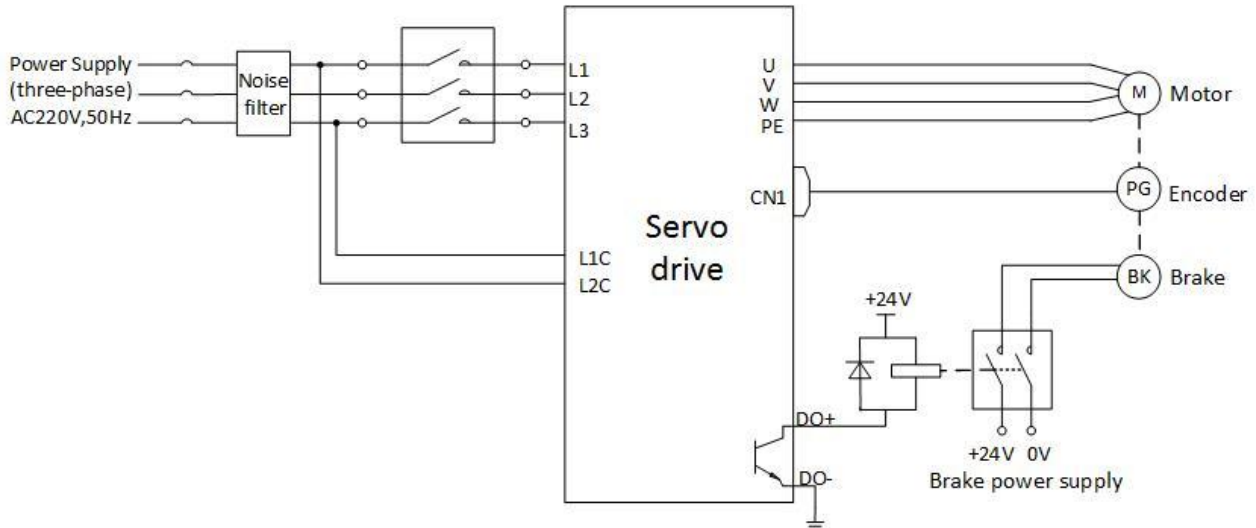 Power Supply
(three-phase)
AC220V,50Hz
Noise
filter
L1
L2
L3
L1C
L2C
Servo
drive
U
V
W
PE
CN1
M
Motor
PG
Encoder
BK
Brake
+24V
DO+
DO-
+24V 0V
Brake power supply